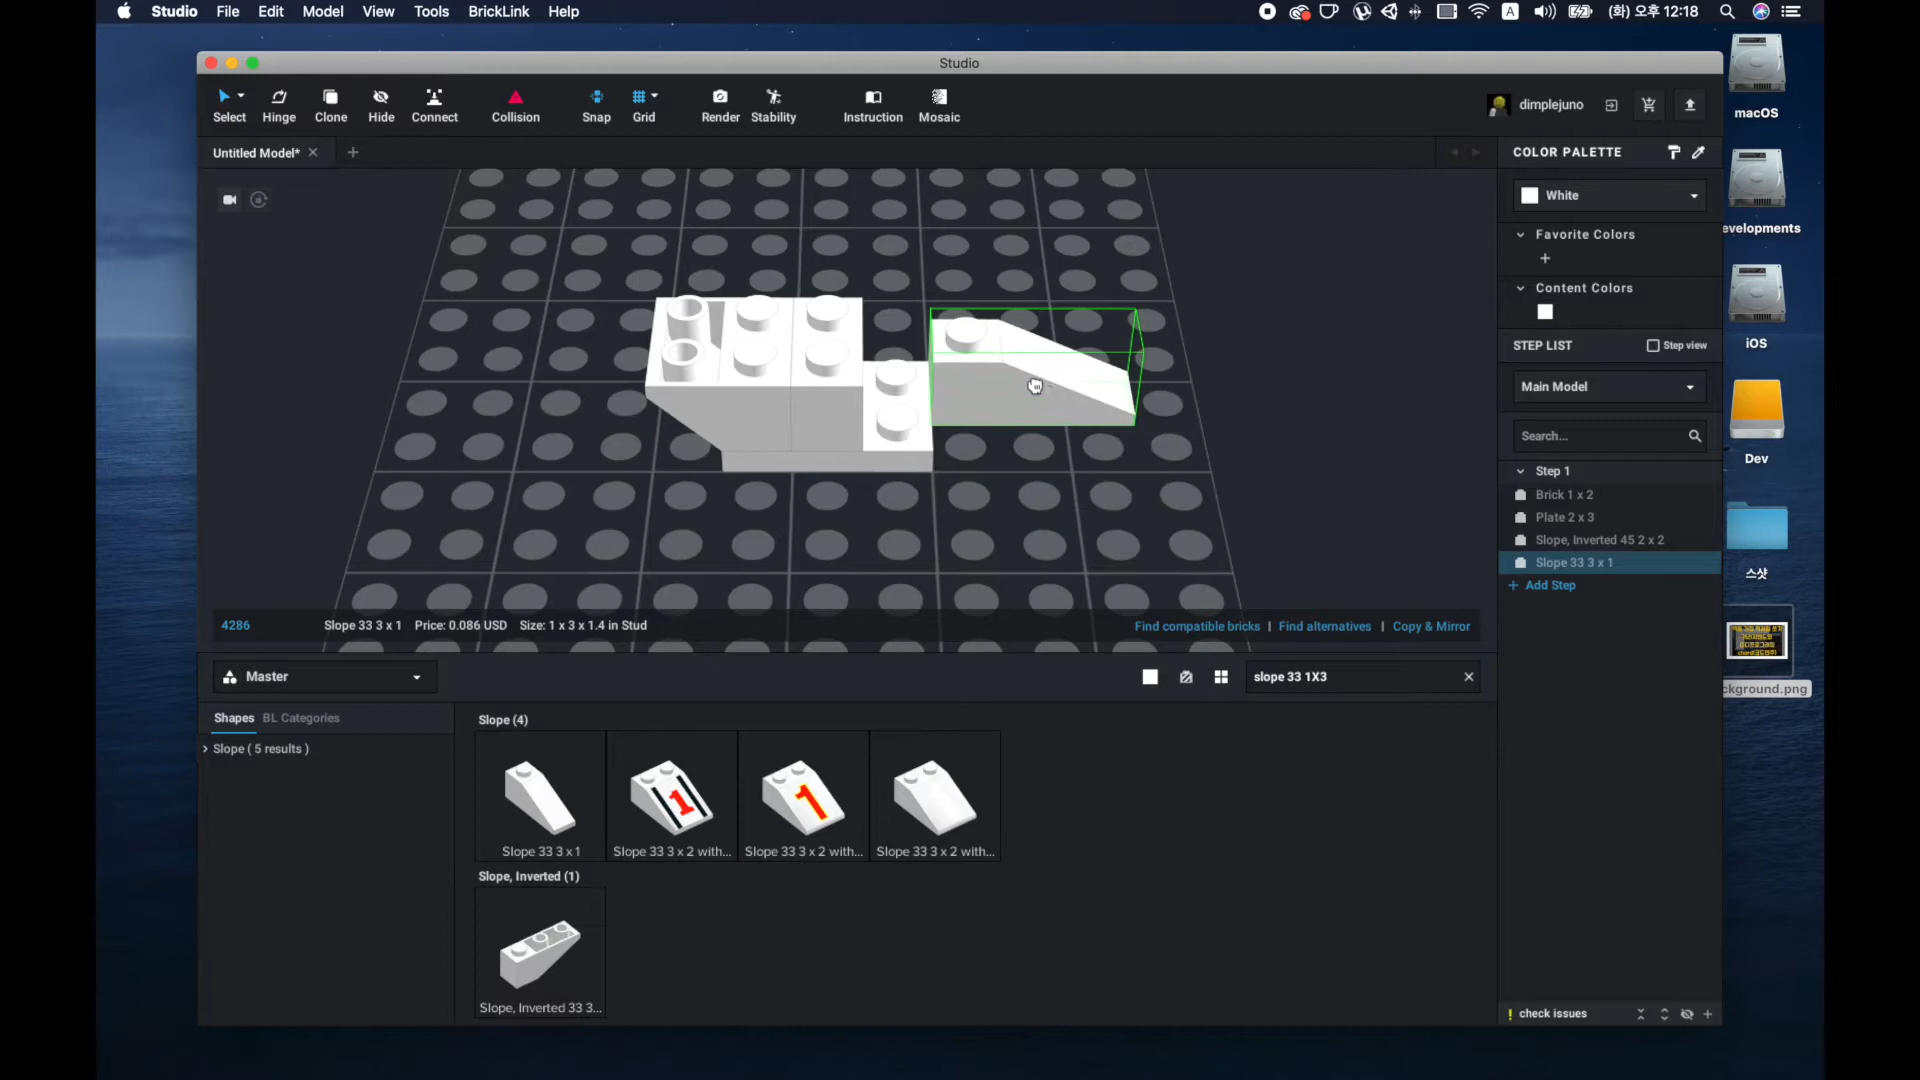 Studio File Edit Model View Tools BrickLink Help
A (화) 오후 12:18
Studio
Select Hinge Clone Hide Connect Collision Snap Grid Render Stability Instruction Mosaic
dimplejuno
macOS
Untitled Model*
COLOR PALETTE
White
Favorite Colors
evelopments
Content Colors
STEP LIST Step view
iOS
Main Model
Search...
Dev
Step 1
Brick 1 x 2
Plate 2 x 3
Slope, Inverted 45 2 x 2
Slope 33 3 x 1
스샷
Add Step
4286 Slope 33 3 x 1 Price: 0.086 USD Size: 1 x 3 x 1.4 in Stud
Find compatible bricks | Find alternatives | Copy & Mirror
Master
slope 33 1X3
ckground.png
Shapes BL Categories
Slope (4)
Slope ( 5 results )
1 1
Slope 33 3 x 1 Slope 33 3 x 2 with... Slope 33 3 x 2 with... Slope 33 3 x 2 with...
Slope, Inverted (1)
Slope, Inverted 33 3...
! check issues